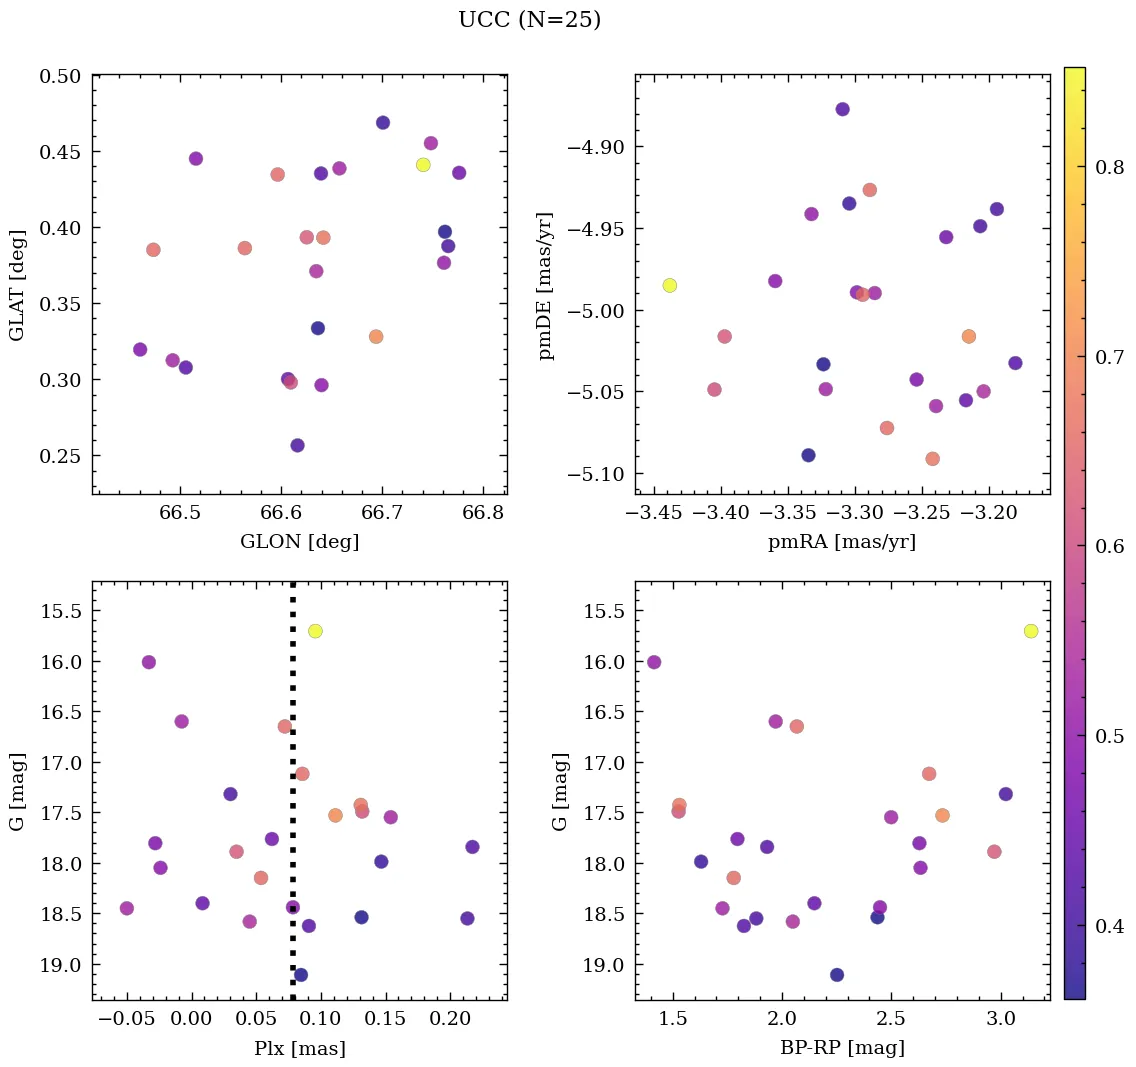 UCC (N=25)
0.50
0.45
0.40
0.35
0.30
0.25
GLAT [deg]
66.5 66.6 66.7 66.8
GLON [deg]
−4.90
−4.95
−5.00
−5.05
−5.10
pmDE [mas/yr]
−3.45 −3.40 −3.35 −3.30 −3.25 −3.20
pmRA [mas/yr]
0.8
0.7
0.6
0.5
0.4
15.5
16.0
16.5
17.0
17.5
18.0
18.5
19.0
G [mag]
−0.05 0.00 0.05 0.10 0.15 0.20
Plx [mas]
15.5
16.0
16.5
17.0
17.5
18.0
18.5
19.0
G [mag]
1.5 2.0 2.5 3.0
BP-RP [mag]